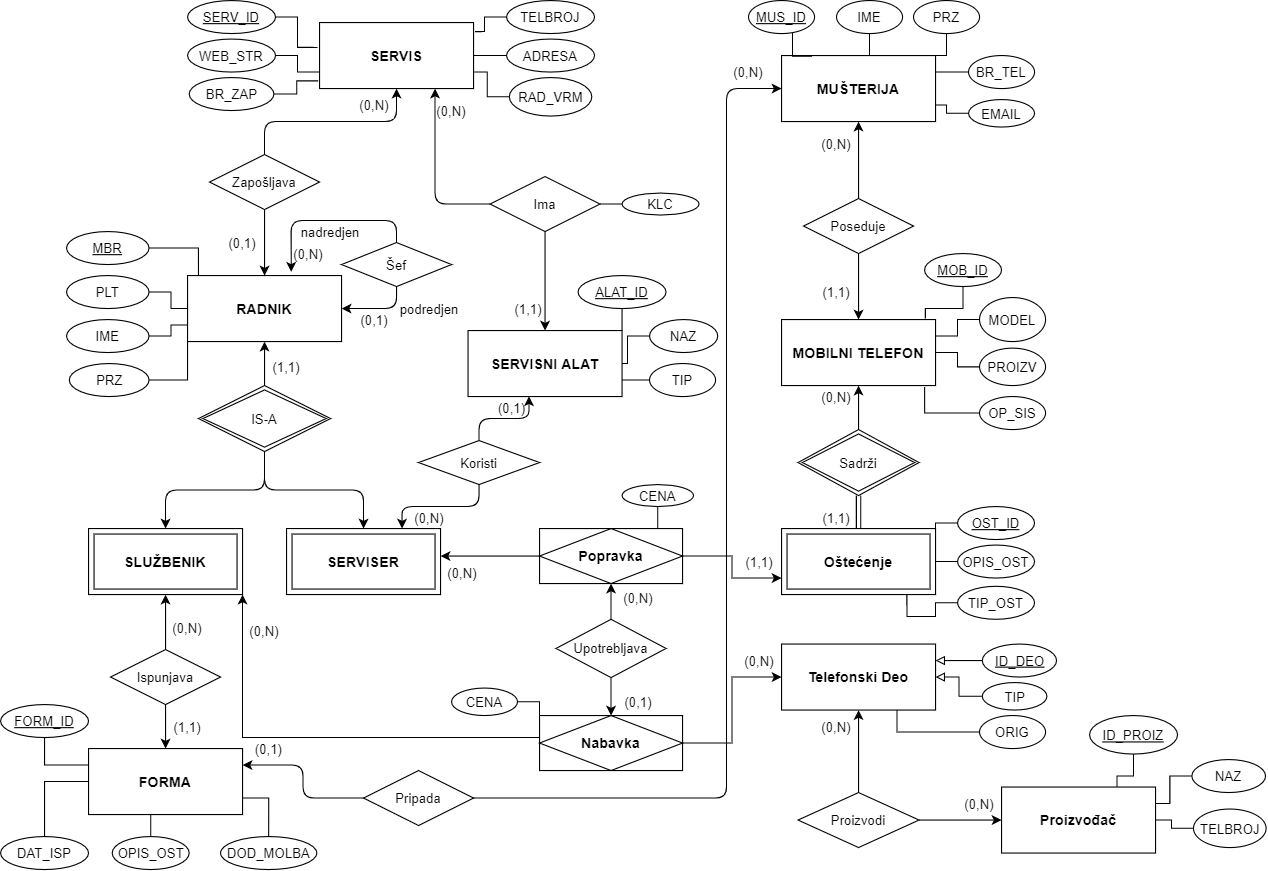 SERV_ID
WEB_STR
BR_ZAP
SERVIS
TELBROJ
ADRESA
RAD_VRM
(0,N)
(0,N)
MUS_ID
IME
PRZ
(0,N)
MUŠTERIJA
BR_TEL
EMAIL
(0,N)
Zapošljava
Ima
KLC
Poseduje
(0,1)
nadredjen
(0,N)
Šef
podredjen
(0,1)
MBR
PLT
IME
PRZ
RADNIK
(1,1)
ALAT_ID
SERVISNI ALAT
NAZ
TIP
(1,1)
MOB_ID
MOBILNI TELEFON
MODEL
PROIZV
OP_SIS
(1,1)
IS-A
(0,1)
Koristi
(0,N)
(0,N)
Sadrži
(1,1)
SLUŽBENIK
SERVISER
CENA
Popravka
(0,N)
(1,1)
Oštećenje
OST_ID
OPIS_OST
TIP_OST
(0,N)
(0,N)
(0,N)
Ispunjava
Upotrebljava
(1,1)
(0,1)
CENA
Nabavka
(0,N)
Telefonski Deo
ID_DEO
TIP
ORIG
(0,N)
FORM_ID
FORMA
(0,1)
DAT_ISP
OPIS_OST
DOD_MOLBA
Pripada
Proizvodi
(0,N)
ID_PROIZ
Proizvođač
NAZ
TELBROJ